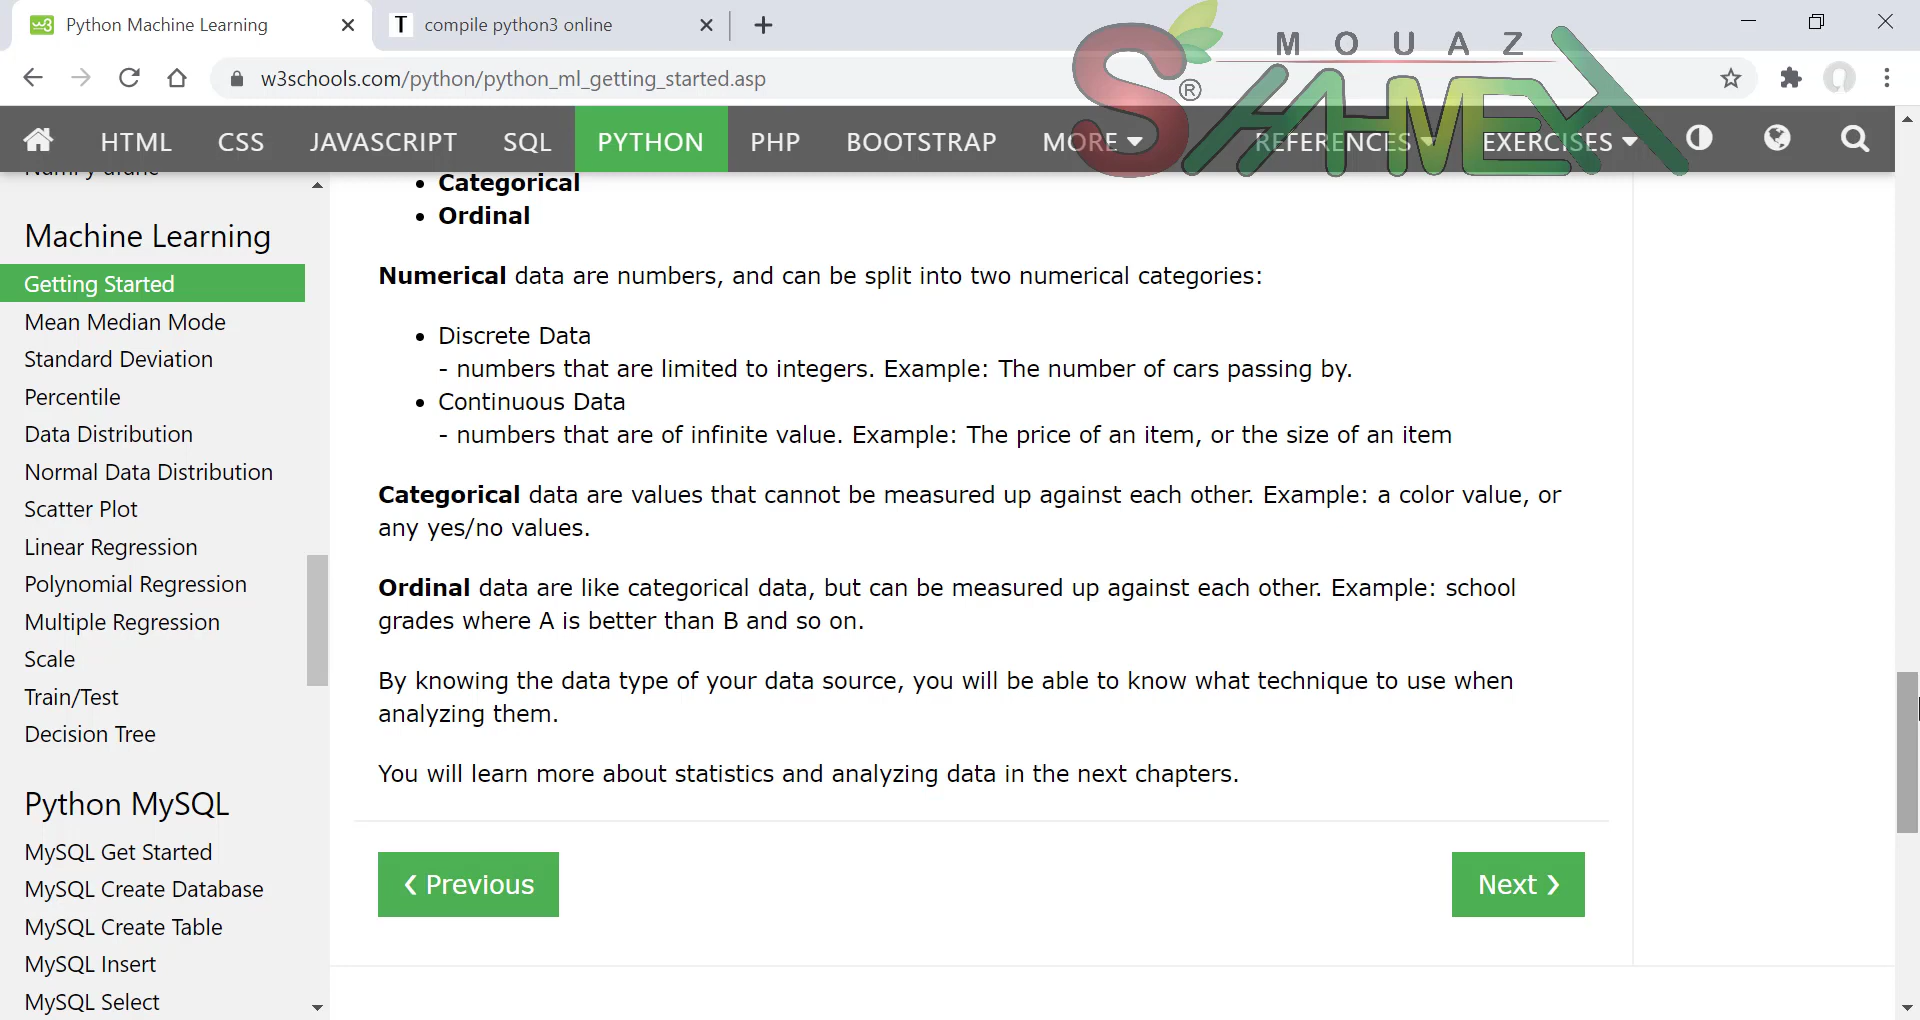 Python Machine Learning
compile python3 online
w3schools.com/python/python_ml_getting_started.asp
MOUAZ
SHAHMEX
®
HTML CSS JAVASCRIPT SQL PYTHON PHP BOOTSTRAP MORE REFERENCES EXERCISES
Machine Learning
Getting Started
Mean Median Mode
Standard Deviation
Percentile
Data Distribution
Normal Data Distribution
Scatter Plot
Linear Regression
Polynomial Regression
Multiple Regression
Scale
Train/Test
Decision Tree
Python MySQL
MySQL Get Started
MySQL Create Database
MySQL Create Table
MySQL Insert
MySQL Select
• Categorical
• Ordinal
Numerical data are numbers, and can be split into two numerical categories:
• Discrete Data
- numbers that are limited to integers. Example: The number of cars passing by.
• Continuous Data
- numbers that are of infinite value. Example: The price of an item, or the size of an item
Categorical data are values that cannot be measured up against each other. Example: a color value, or
any yes/no values.
Ordinal data are like categorical data, but can be measured up against each other. Example: school
grades where A is better than B and so on.
By knowing the data type of your data source, you will be able to know what technique to use when
analyzing them.
You will learn more about statistics and analyzing data in the next chapters.
❮ Previous
Next ❯